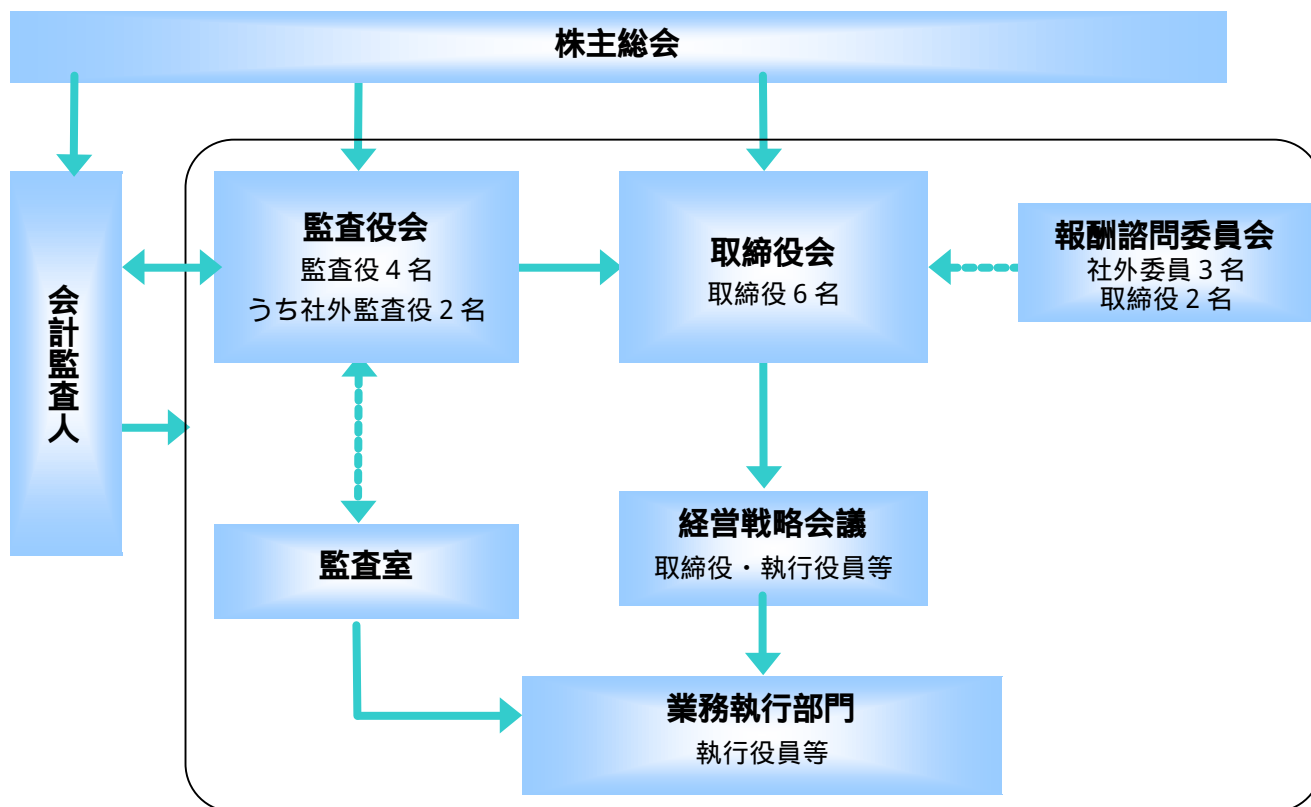 株主総会
会計監査人
監査役会
監査役4名
うち社外監査役2名
取締役会
取締役6名
報酬諮問委員会
社外委員3名
取締役2名
監査室
経営戦略会議
取締役・執行役員等
業務執行部門
執行役員等